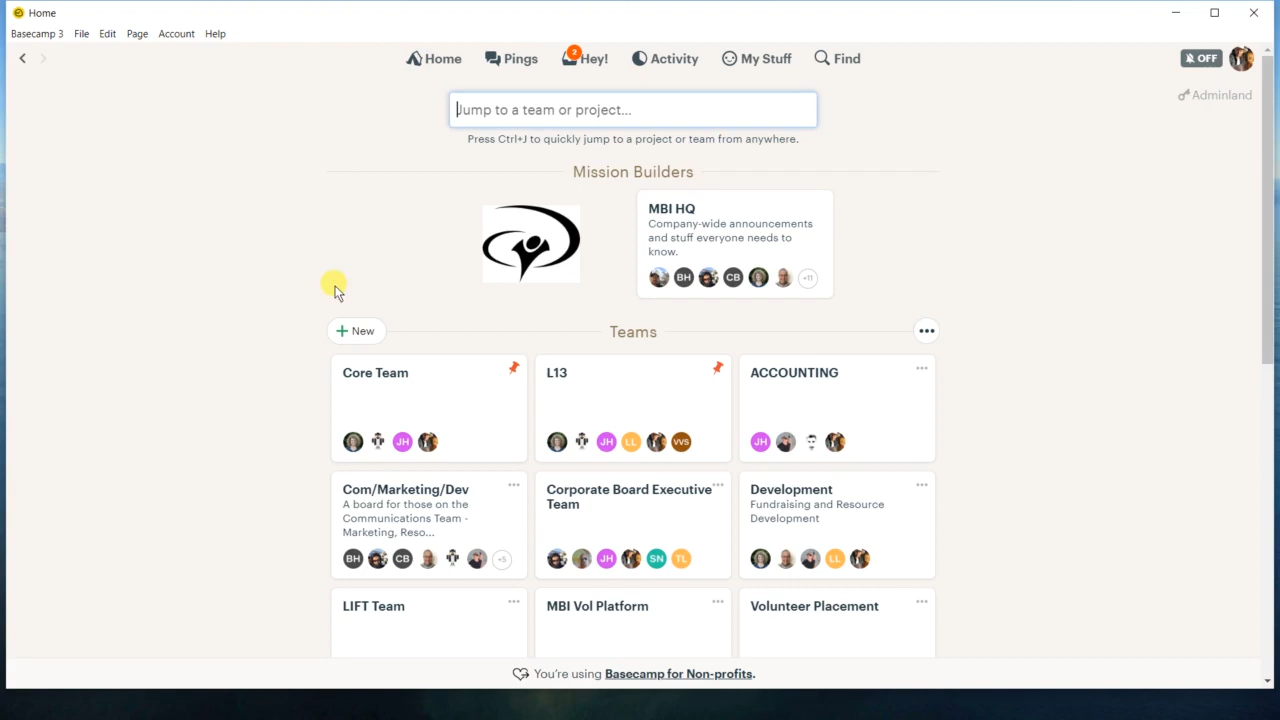 Home
Basecamp 3 File Edit Page Account Help
Home Pings 2 Hey! Activity My Stuff Find OFF
Adminland
Jump to a team or project...
Press Ctrl+J to quickly jump to a project or team from anywhere.
Mission Builders
MBI HQ
Company-wide announcements
and stuff everyone needs to
know.
BH CB +11
New Teams
Core Team L13 ACCOUNTING
JH JH LL VVS JH
Com/Marketing/Dev
A board for those on the
Communications Team -
Marketing, Reso...
BH CB +5
Corporate Board Executive
Team
JH SN TL
Development
Fundraising and Resource
Development
LL
LIFT Team MBI Vol Platform Volunteer Placement
You're using Basecamp for Non-profits.